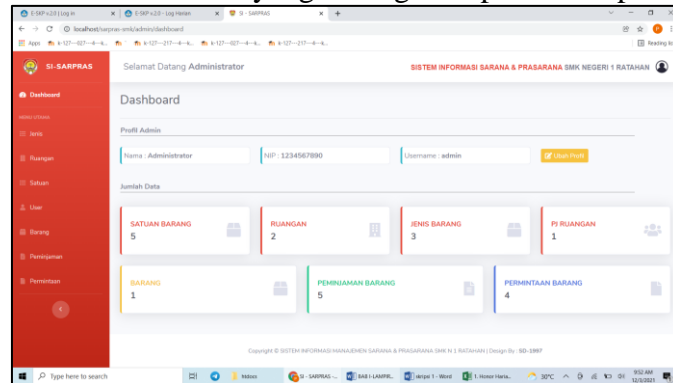 E-SKP v.2.0 | Log in
E-SKP v.2.0 - Log Harian
SI - SARPRAS
localhost/sarpras-smk/admin/dashboard
Apps
Reading list
SI-SARPRAS
Selamat Datang Administrator
SISTEM INFORMASI SARANA & PRASARANA SMK NEGERI 1 RATAHAN
Dashboard
MENU UTAMA
Jenis
Ruangan
Satuan
User
Barang
Peminjaman
Permintaan
Dashboard
Profil Admin
Nama : Administrator
NIP : 1234567890
Username : admin
Ubah Profil
Jumlah Data
SATUAN BARANG
5
RUANGAN
2
JENIS BARANG
3
PJ RUANGAN
1
BARANG
1
PEMINJAMAN BARANG
5
PERMINTAAN BARANG
4
Copyright © SISTEM INFORMASI MANAJEMEN SARANA & PRASARANA SMK N 1 RATAHAN | Design By : SD-1997
Type here to search
SI - SARPRAS -...
BAB I-LAMPIR...
skripsi 1 - Word
1. Honor Haria...
30°C
9:52 AM
12/3/2021